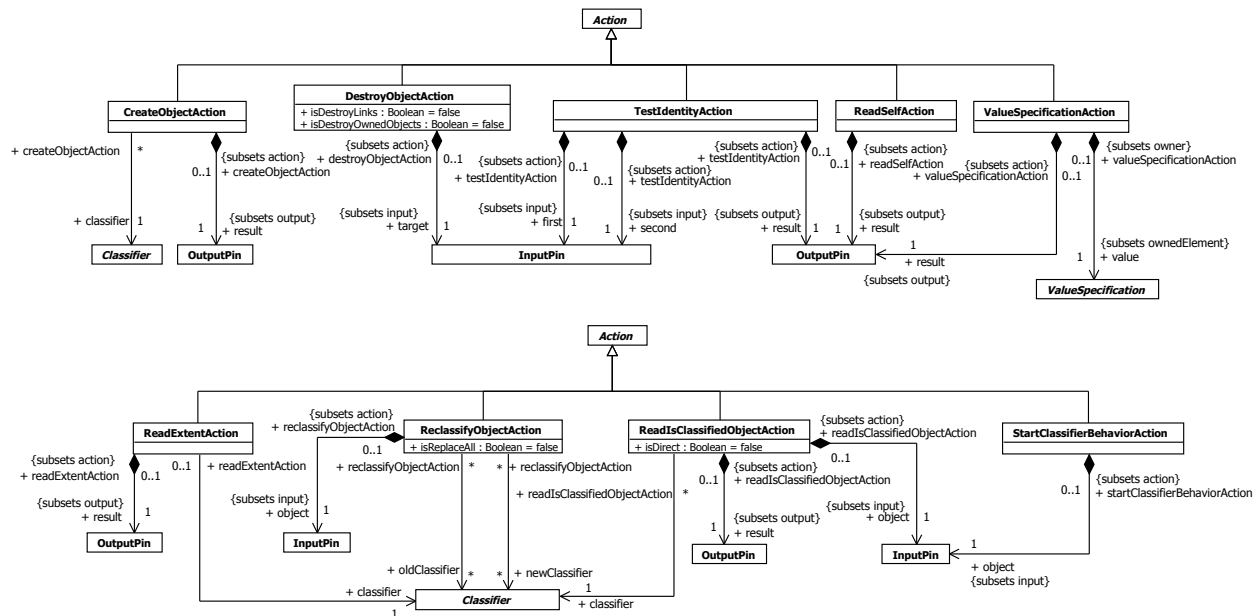 Action
CreateObjectAction
DestroyObjectAction
+ isDestroyLinks : Boolean = false
+ isDestroyOwnedObjects : Boolean = false
TestIdentityAction
ReadSelfAction
ValueSpecificationAction
+ createObjectAction
*
{subsets action}
0..1
+ createObjectAction
{subsets action}
+ destroyObjectAction
0..1
{subsets action}
+ testIdentityAction
0..1
{subsets action}
0..1
+ testIdentityAction
{subsets action}
+ testIdentityAction
0..1
{subsets action}
+ readSelfAction
0..1
{subsets action}
+ valueSpecificationAction
0..1
{subsets owner}
0..1
+ valueSpecificationAction
+ classifier
1
{subsets output}
1
+ result
{subsets input}
+ target
1
{subsets input}
+ first
1
{subsets input}
1
+ second
{subsets output}
+ result
1
{subsets output}
1
+ result
1
+ result
{subsets output}
{subsets ownedElement}
1
+ value
Classifier
OutputPin
InputPin
OutputPin
ValueSpecification
Action
ReadExtentAction
ReclassifyObjectAction
+ isReplaceAll : Boolean = false
ReadIsClassifiedObjectAction
+ isDirect : Boolean = false
StartClassifierBehaviorAction
{subsets action}
+ readExtentAction
0..1
0..1
+ readExtentAction
{subsets action}
+ reclassifyObjectAction
0..1
+ reclassifyObjectAction
*
*
+ reclassifyObjectAction
+ readIsClassifiedObjectAction
*
{subsets action}
0..1
+ readIsClassifiedObjectAction
{subsets action}
+ readIsClassifiedObjectAction
0..1
{subsets action}
0..1
+ startClassifierBehaviorAction
{subsets output}
+ result
1
{subsets input}
+ object
1
{subsets output}
1
+ result
{subsets input}
+ object
1
1
+ object
{subsets input}
OutputPin
InputPin
OutputPin
InputPin
+ oldClassifier
*
*
+ newClassifier
+ classifier
1
1
+ classifier
Classifier